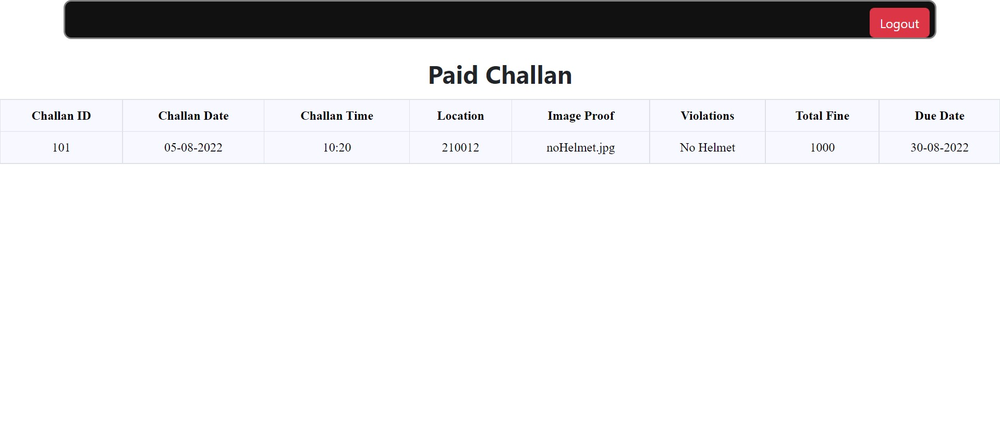 Logout
Paid Challan
Challan ID Challan Date Challan Time Location Image Proof Violations Total Fine Due Date
101 05-08-2022 10:20 210012 noHelmet.jpg No Helmet 1000 30-08-2022